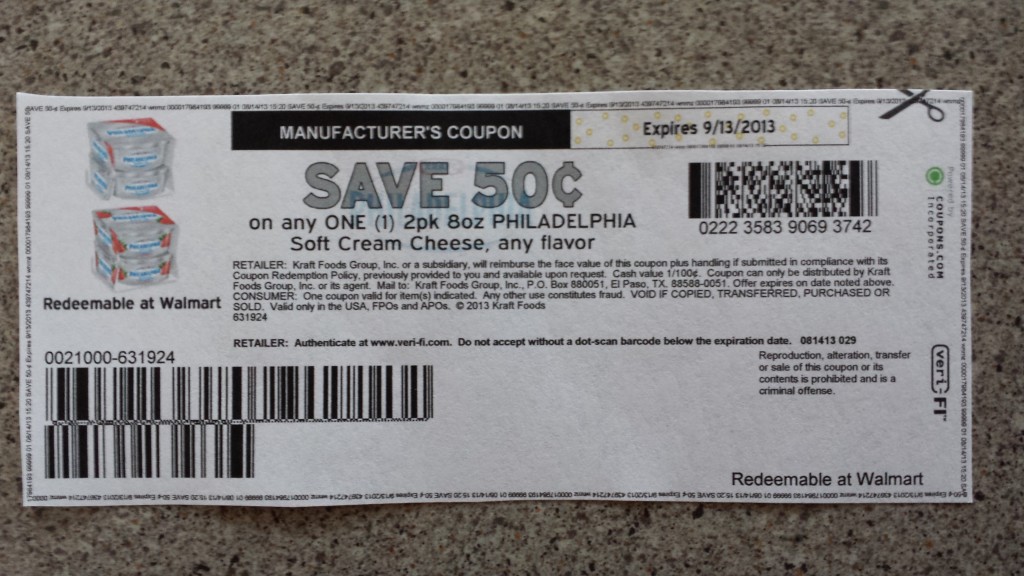 MANUFACTURER'S COUPON
Expires 9/13/2013
SAVE 50¢
on any ONE (1) 2pk 8oz PHILADELPHIA
Soft Cream Cheese, any flavor
0222 3583 9069 3742
Powered by
COUPONS.COM
Incorporated
Redeemable at Walmart
RETAILER: Kraft Foods Group, Inc. or a subsidiary, will reimburse the face value of this coupon plus handling if submitted in compliance with its
Coupon Redemption Policy, previously provided to you and available upon request. Cash value 1/100¢. Coupon can only be distributed by Kraft
Foods Group, Inc. or its agent. Mail to: Kraft Foods Group, Inc., P.O. Box 880051, El Paso, TX. 88588-0051. Offer expires on date noted above.
CONSUMER: One coupon valid for item(s) indicated. Any other use constitutes fraud. VOID IF COPIED, TRANSFERRED, PURCHASED OR
SOLD. Valid only in the USA, FPOs and APOs. © 2013 Kraft Foods
631924
RETAILER: Authenticate at www.veri-fi.com. Do not accept without a dot-scan barcode below the expiration date. 081413 029
0021000-631924
Reproduction, alteration, transfer
or sale of this coupon or its
contents is prohibited and is a
criminal offense.
veri-FI™
Redeemable at Walmart